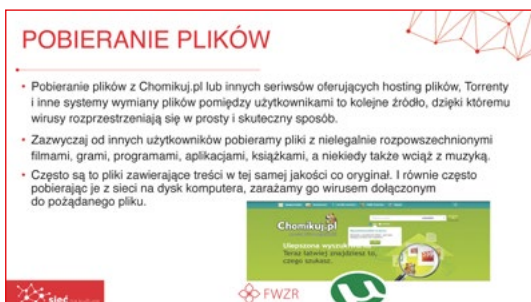 POBIERANIE PLIKÓW
• Pobieranie plików z Chomikuj.pl lub innych seriwsów oferujących hosting plików, Torrenty
i inne systemy wymiany plików pomiędzy użytkownikami to kolejne źródło, dzięki któremu
wirusy rozprzestrzeniają się w prosty i skuteczny sposób.
• Zazwyczaj od innych użytkowników pobieramy pliki z nielegalnie rozpowszechnionymi
filmami, grami, programami, aplikacjami, książkami, a niekiedy także wciąż z muzyką.
• Często są to pliki zawierające treści w tej samej jakości co oryginał. I równie często
pobierając je z sieci na dysk komputera, zarażamy go wirusem dołączonym
do pożądanego pliku.
Chomikuj.pl
Ulepszona wyszukiwarka
Teraz łatwiej znajdziesz to,
czego szukasz.
sieć
FWZR